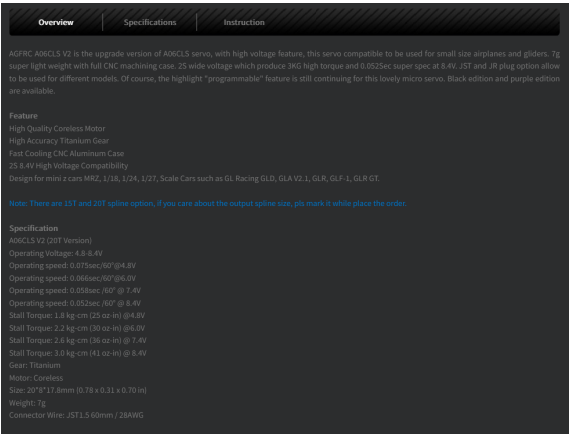 Overview
Specifications
Instruction
AGFRC A06CLS V2 is the upgrade version of A06CLS servo, with high voltage feature, this servo compatible to be used for small size airplanes and gliders. 7g
super light weight with full CNC machining case. 2S wide voltage which produce 3KG high torque and 0.052Sec super spec at 8.4V. JST and JR plug option allow
to be used for different models. Of course, the highlight "programmable" feature is still continuing for this lovely micro servo. Black edition and purple edition
are available.
Feature
High Quality Coreless Motor
High Accuracy Titanium Gear
Fast Cooling CNC Aluminum Case
2S 8.4V High Voltage Compatibility
Design for mini z cars MRZ, 1/18, 1/24, 1/27, Scale Cars such as GL Racing GLD, GLA V2.1, GLR, GLF-1, GLR GT.
Note: There are 15T and 20T spline option, If you care about the output xpline size, pls mark it while place the order.
Specification
A06CLS V2 (20T Version)
Operating Voltage: 4.8-8.4V
Operating speed: 0.075sec/60°@4.8V
Operating speed: 0.066sec/60°@6.0V
Operating speed: 0.058sec /60° @ 7.4V
Operating speed: 0.052sec /60° @ 8.4V
Stall Torque: 1.8 kg-cm (25 oz-in) @4.8V
Stall Torque: 2.2 kg-cm (30 oz-in) @6.0V
Stall Torque: 2.6 kg-cm (36 oz-in) @ 7.4V
Stall Torque: 3.0 kg-cm (41 oz-in) @ 8.4V
Gear: Titanium
Motor: Coreless
Size: 20*8*17.8mm (0.78 x 0.31 x 0.70 in)
Weight: 7g
Connector Wire: JST1.5 60mm / 28AWG